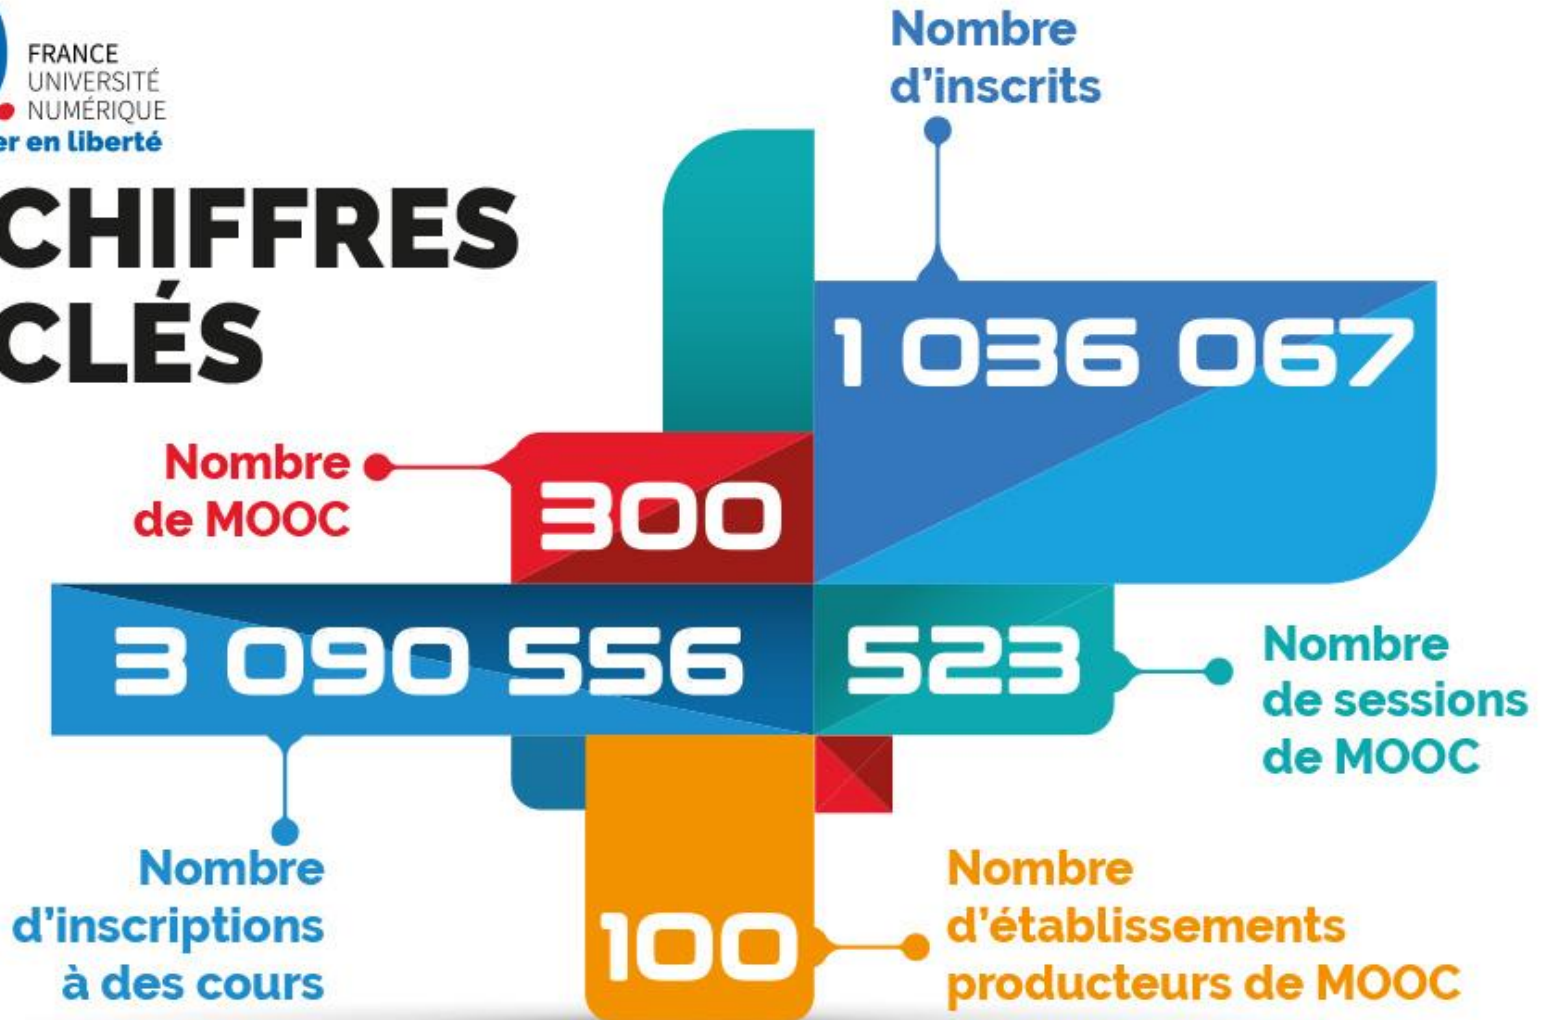 FRANCE
UNIVERSITÉ
NUMÉRIQUE
en liberté
CHIFFRES
CLÉS
Nombre
d'inscrits
1 036 067
Nombre
de MOOC
300
3 090 556
523
Nombre
de sessions
de MOOC
Nombre
d'inscriptions
à des cours
100
Nombre
d'établissements
producteurs de MOOC